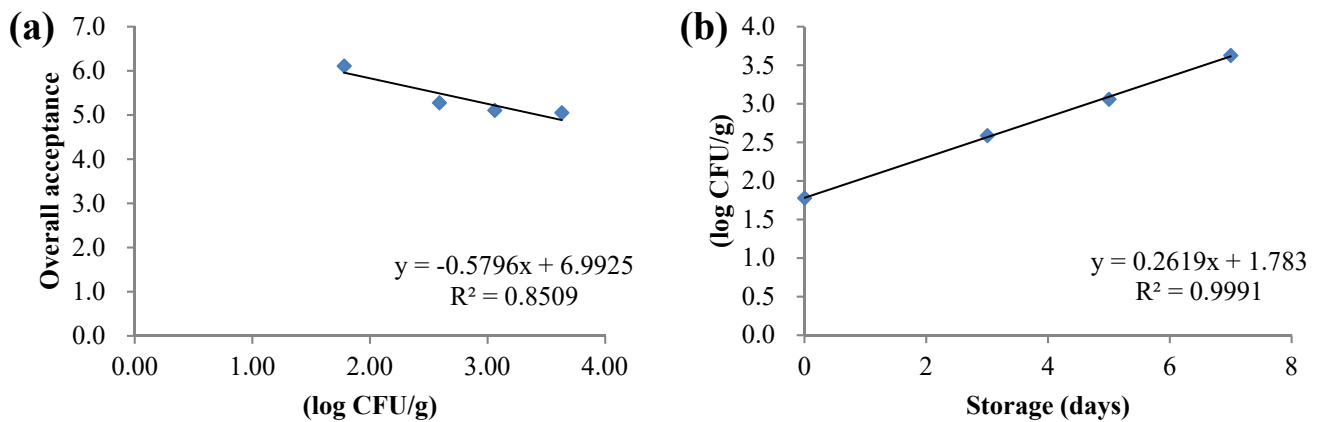 (a)
7.0
6.0
5.0
4.0
3.0
2.0
1.0
0.0
Overall acceptance
y = -0.5796x + 6.9925
R² = 0.8509
0.00 1.00 2.00 3.00 4.00
(log CFU/g)
(b)
4.0
3.5
3.0
2.5
2.0
1.5
1.0
0.5
0.0
(log CFU/g)
y = 0.2619x + 1.783
R² = 0.9991
0 2 4 6 8
Storage (days)